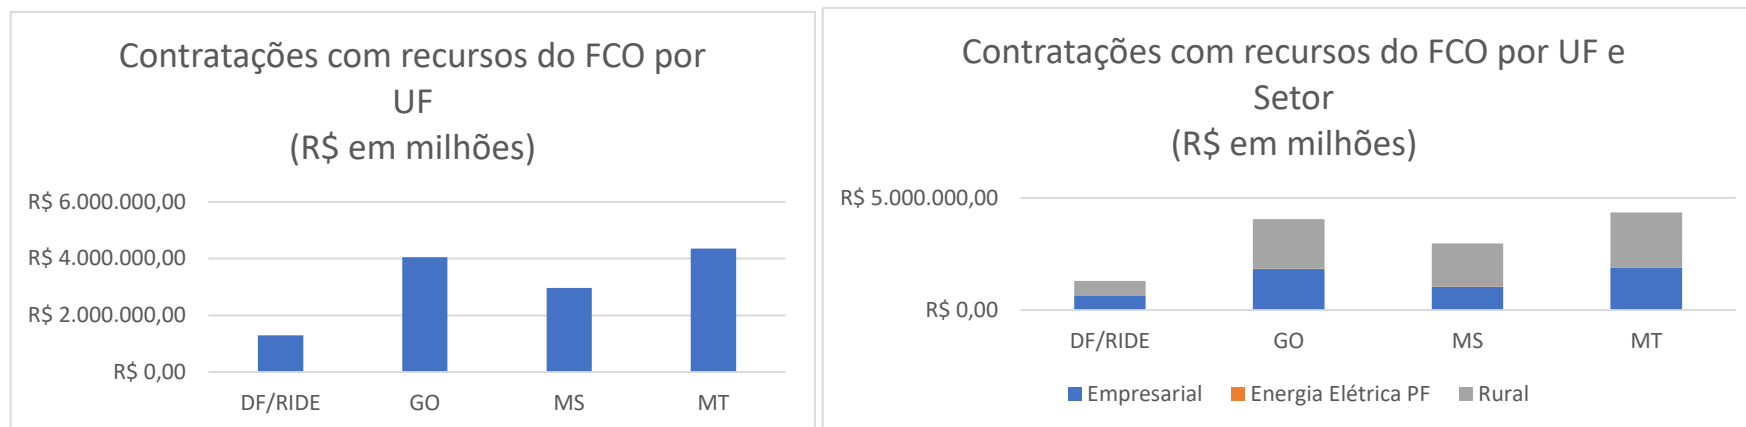 Contratações com recursos do FCO por
UF
(R$ em milhões)
R$ 6.000.000,00
R$ 4.000.000,00
R$ 2.000.000,00
R$ 0,00
DF/RIDE GO MS MT
Contratações com recursos do FCO por UF e
Setor
(R$ em milhões)
R$ 5.000.000,00
R$ 0,00
DF/RIDE GO MS MT
Empresarial Energia Elétrica PF Rural